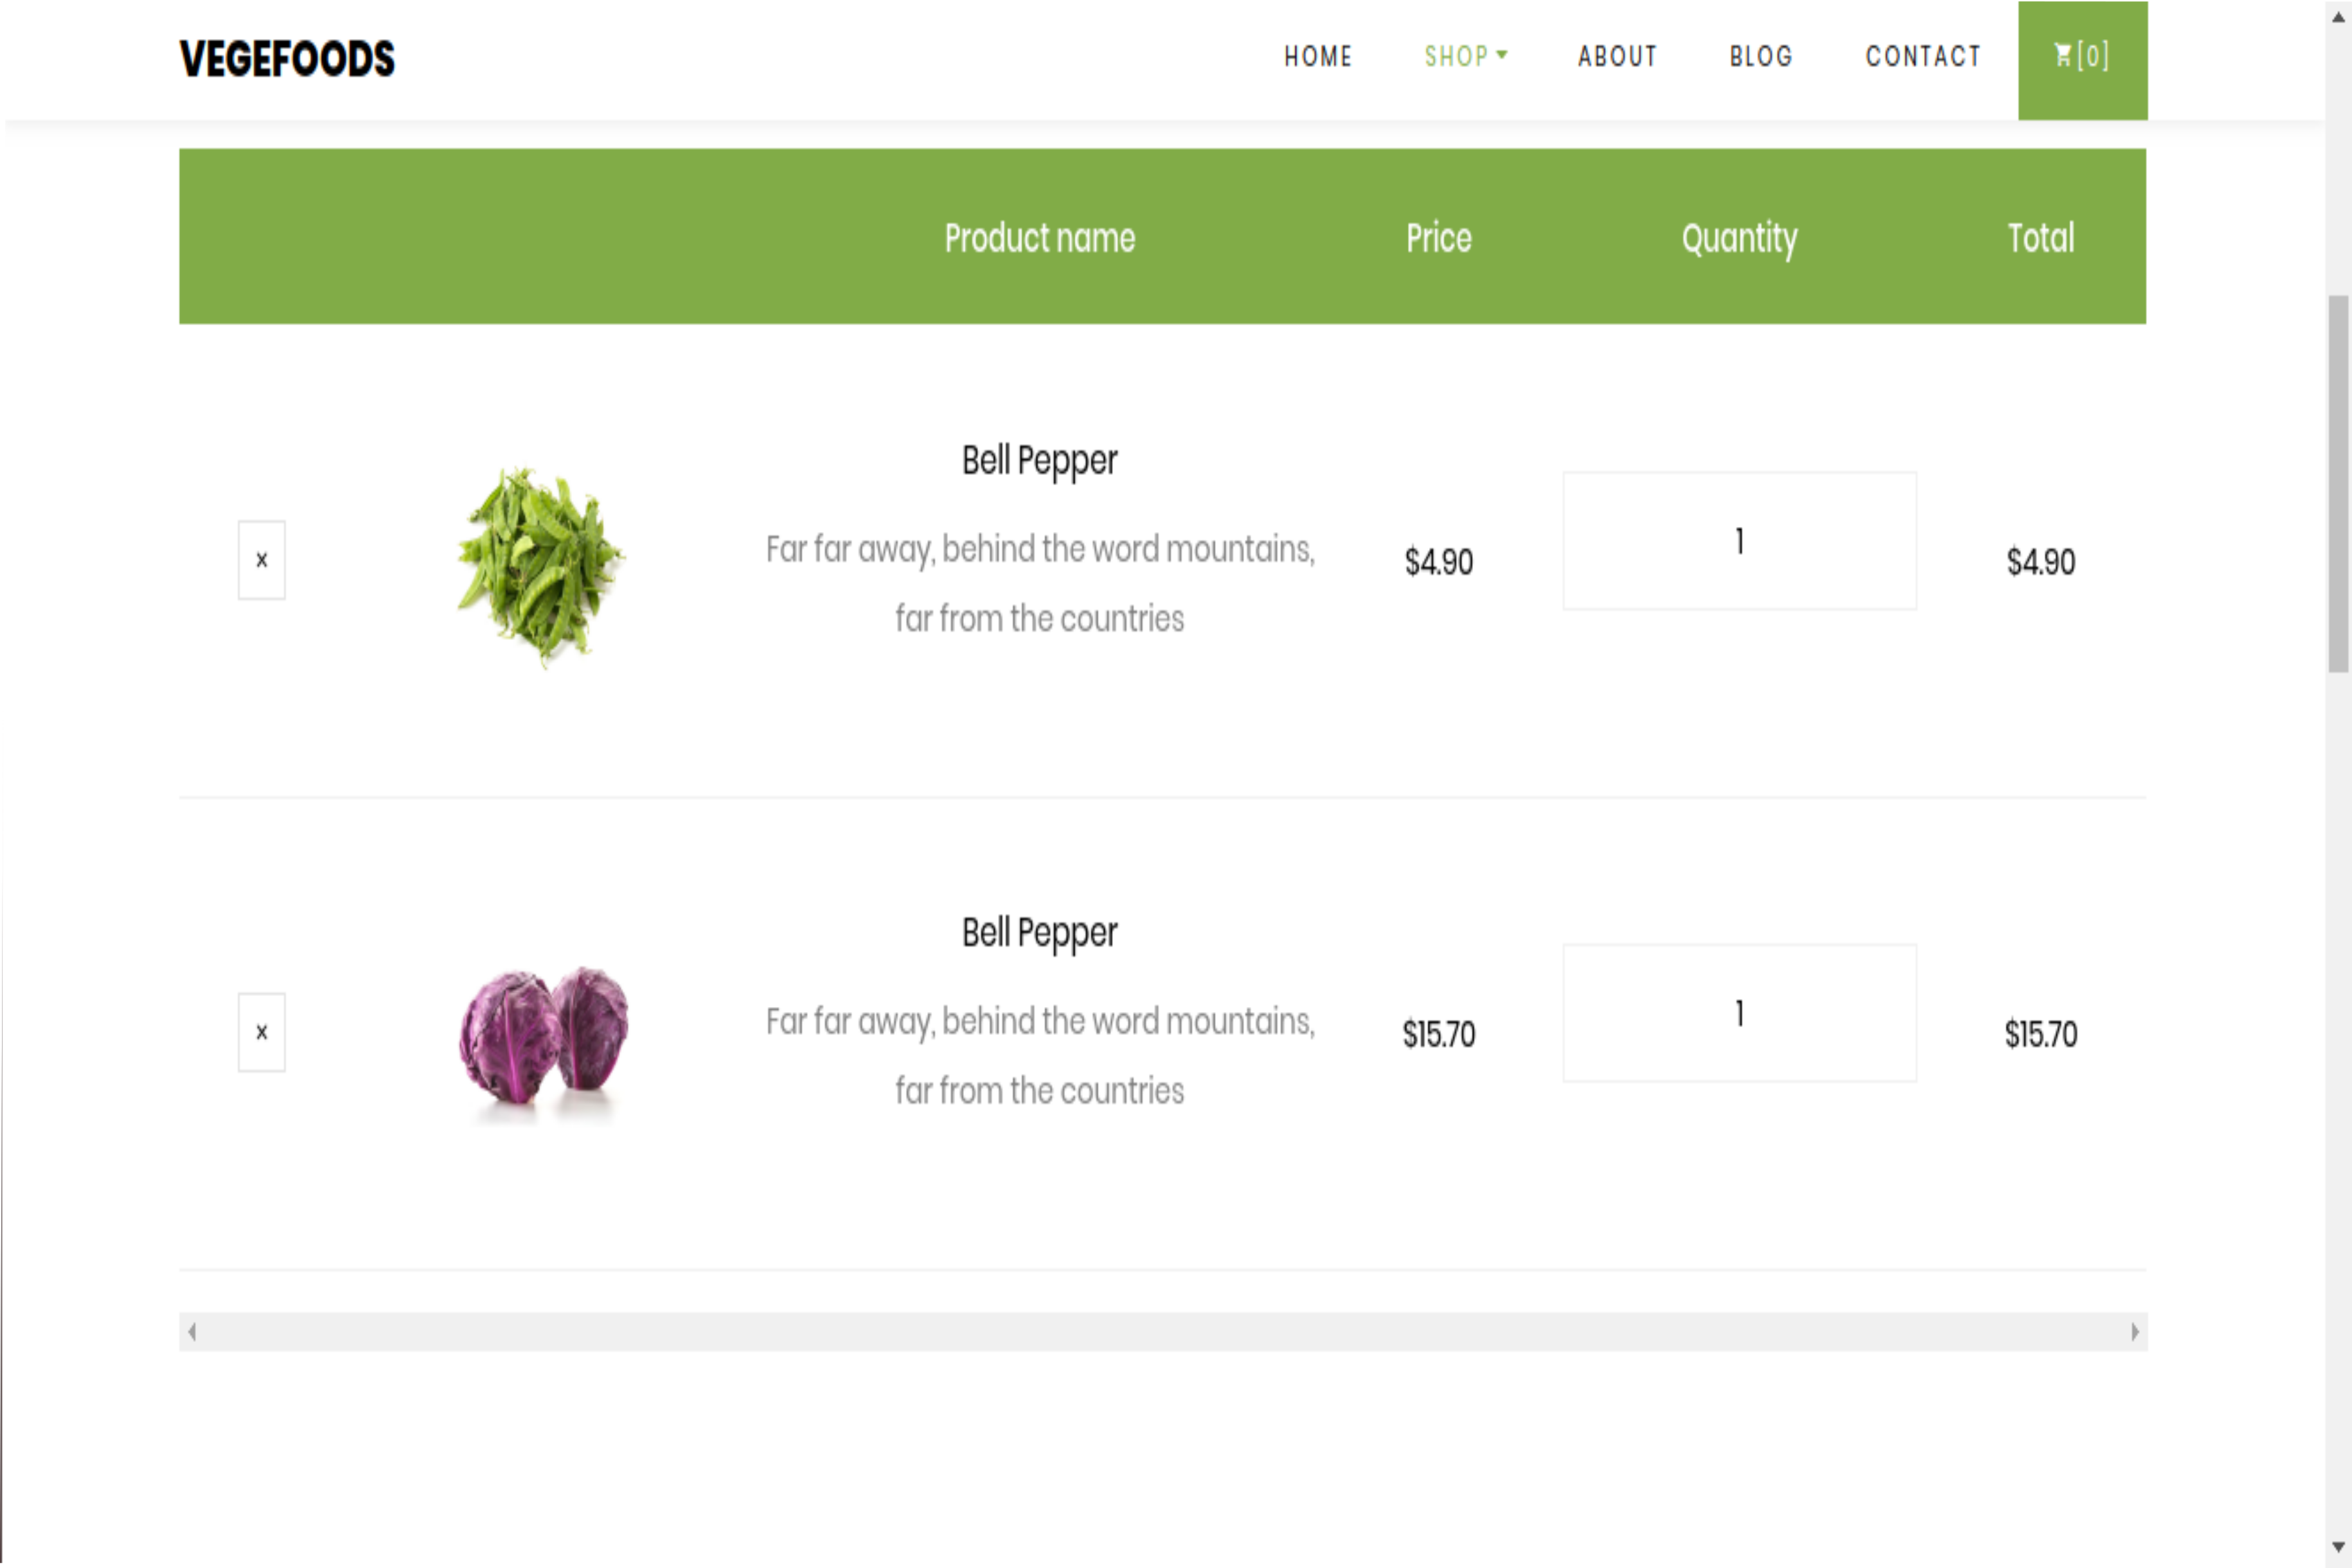 VEGEFOODS
HOME SHOP ABOUT BLOG CONTACT [0]
Product name Price Quantity Total
Bell Pepper
Far far away, behind the word mountains,
far from the countries
× $4.90 1 $4.90
Bell Pepper
Far far away, behind the word mountains,
far from the countries
× $15.70 1 $15.70